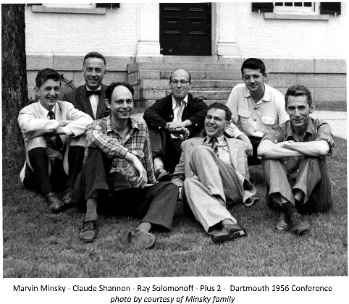 Marvin Minsky - Claude Shannon - Ray Solomonoff - Plus 2 - Dartmouth 1956 Conference
photo by courtesy of Minsky family